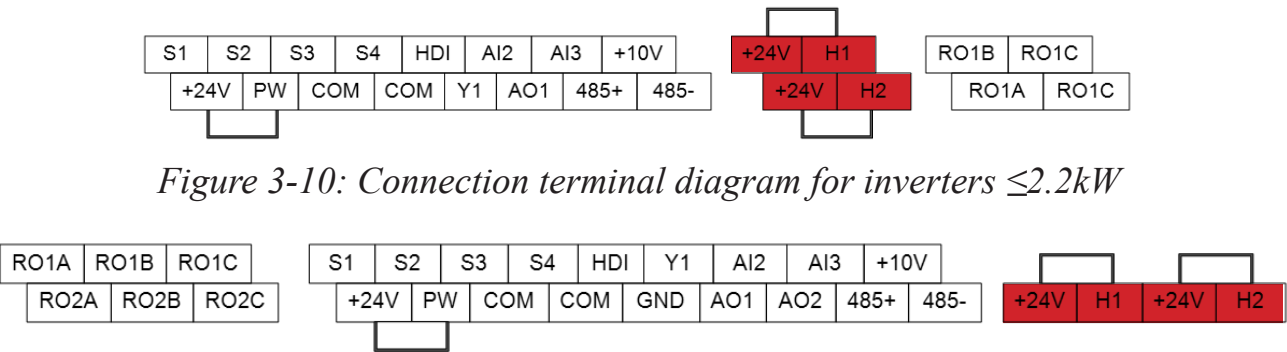 S1 S2 S3 S4 HDI AI2 AI3 +10V +24V H1 RO1B RO1C
+24V PW COM COM Y1 AO1 485+ 485- +24V H2 RO1A RO1C
Figure 3-10: Connection terminal diagram for inverters ≤2.2kW
RO1A RO1B RO1C S1 S2 S3 S4 HDI Y1 AI2 AI3 +10V
RO2A RO2B RO2C +24V PW COM COM GND AO1 AO2 485+ 485- +24V H1 +24V H2